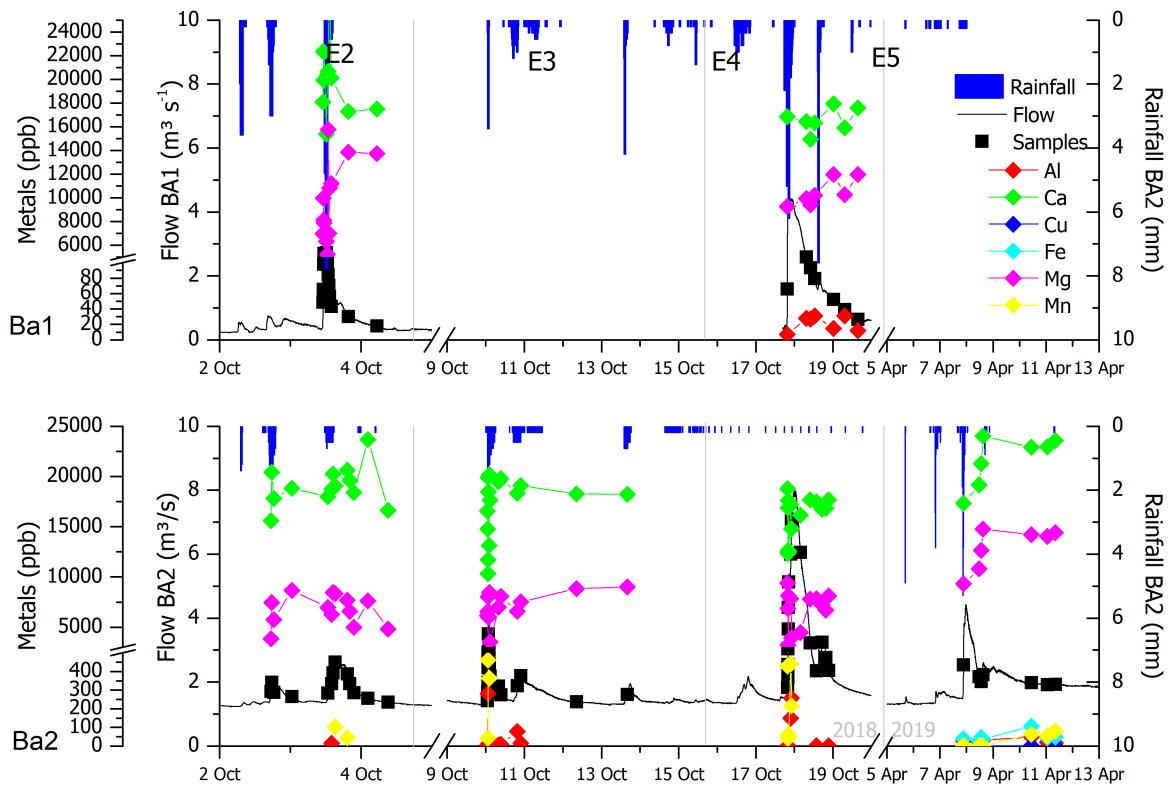 Metals (ppb)
24000
22000
20000
18000
16000
14000
12000
10000
8000
6000
80
60
40
20
0
Ba1
Flow BA1 (m³ s⁻¹)
10
8
6
4
2
0
E2
E3
E4
E5
Rainfall
Flow
Samples
Al
Ca
Cu
Fe
Mg
Mn
0
2
4
6
8
10
Rainfall BA2 (mm)
2 Oct 4 Oct 9 Oct 11 Oct 13 Oct 15 Oct 17 Oct 19 Oct 5 Apr 7 Apr 9 Apr 11 Apr 13 Apr
Metals (ppb)
25000
20000
15000
10000
5000
400
300
200
100
0
Ba2
Flow BA2 (m³/s)
10
8
6
4
2
0
2018 2019
0
2
4
6
8
10
Rainfall BA2 (mm)
2 Oct 4 Oct 9 Oct 11 Oct 13 Oct 15 Oct 17 Oct 19 Oct 5 Apr 7 Apr 9 Apr 11 Apr 13 Apr